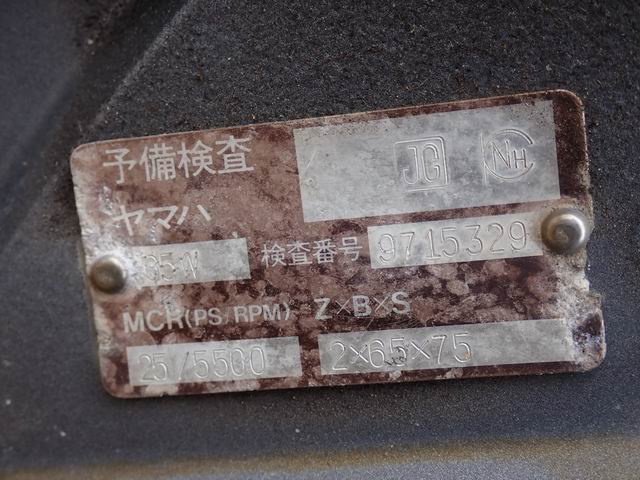 予備検査 JG NH
ヤマハ
検査番号 9715329
MCR(PS/RPM) Z×B×S
25/5500 2×65×75